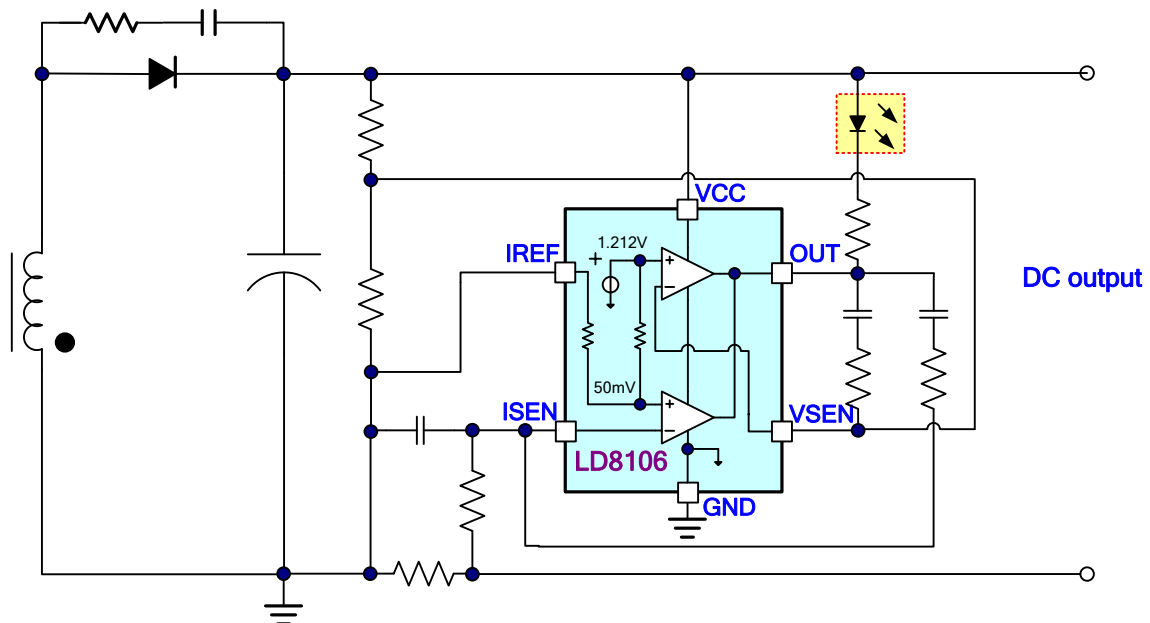 VCC
IREF
+
1.212V
+
−
OUT
DC output
50mV
ISEN
+
−
VSEN
LD8106
GND